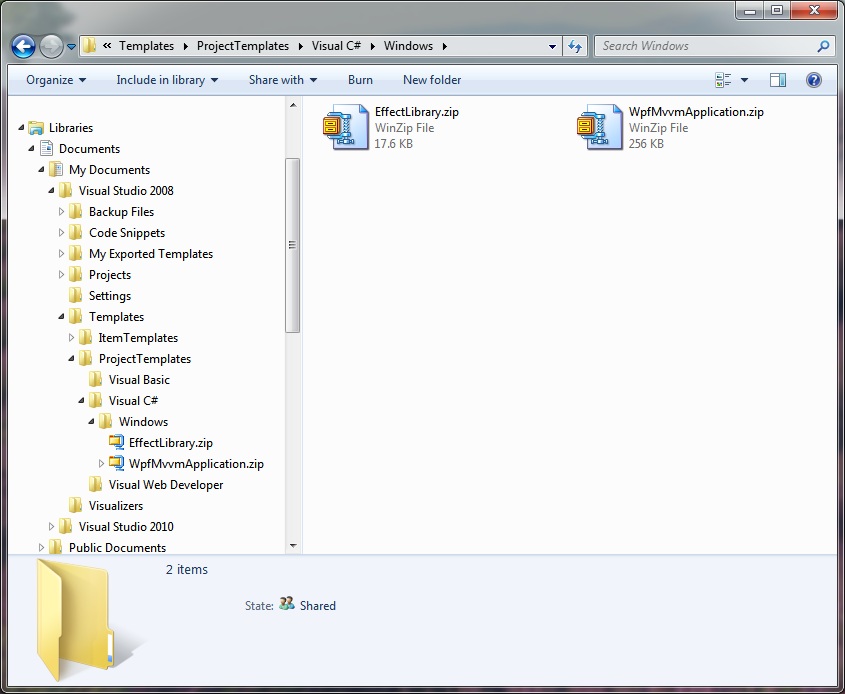 « Templates ▸ ProjectTemplates ▸ Visual C# ▸ Windows ▸
Search Windows
Organize Include in library Share with Burn New folder
Libraries
Documents
My Documents
Visual Studio 2008
Backup Files
Code Snippets
My Exported Templates
Projects
Settings
Templates
ItemTemplates
ProjectTemplates
Visual Basic
Visual C#
Windows
EffectLibrary.zip
WpfMvvmApplication.zip
Visual Web Developer
Visualizers
Visual Studio 2010
Public Documents
EffectLibrary.zip
WinZip File
17.6 KB
WpfMvvmApplication.zip
WinZip File
256 KB
2 items
State: Shared